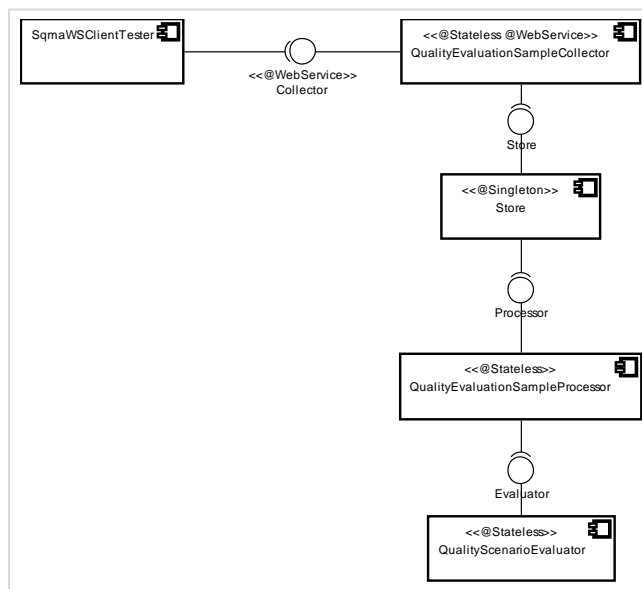 SqmaWSClientTester
<<@Stateless @WebService>>
QualityEvaluationSampleCollector
<<@WebService>>
Collector
Store
<<@Singleton>>
Store
Processor
<<@Stateless>>
QualityEvaluationSampleProcessor
Evaluator
<<@Stateless>>
QualityScenarioEvaluator